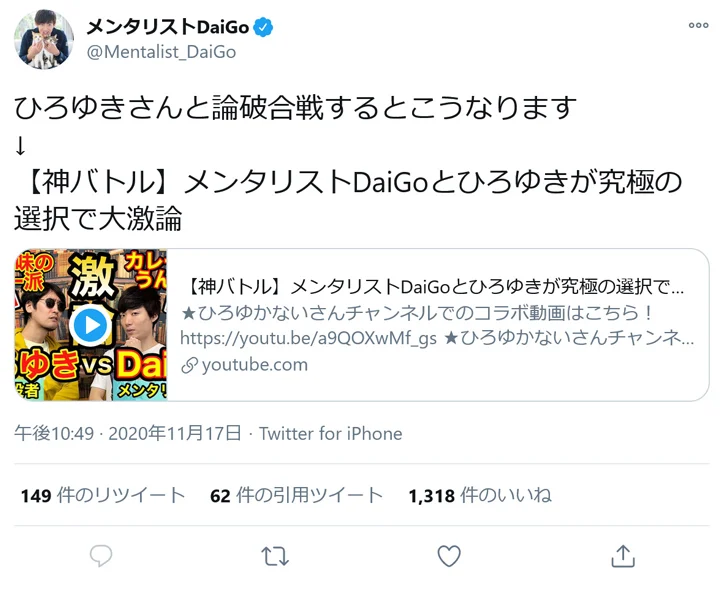 メンタリストDaiGo
@Mentalist_DaiGo
ひろゆきさんと論破合戦するとこうなります
↓
【神バトル】メンタリストDaiGoとひろゆきが究極の
選択で大激論
味の
派
激
カレ
うん
ゆき
vs
Dai
役者
メンタリ
【神バトル】メンタリストDaiGoとひろゆきが究極の選択で...
★ひろゆかないさんチャンネルでのコラボ動画はこちら！
https://youtu.be/a9QOXwMf_gs ★ひろゆかないさんチャンネ...
youtube.com
午後10:49 · 2020年11月17日 · Twitter for iPhone
149 件のリツイート 62 件の引用ツイート 1,318 件のいいね